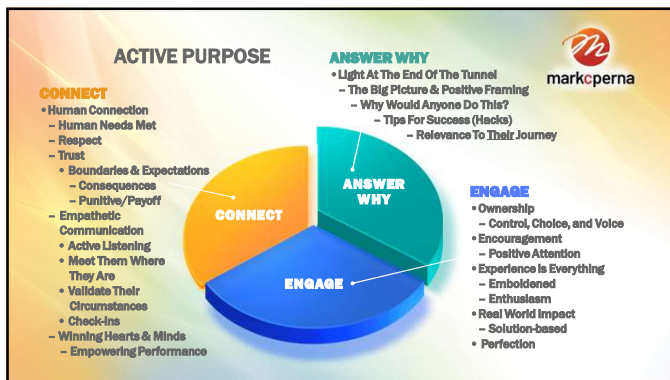 ACTIVE PURPOSE
CONNECT
•Human Connection
– Human Needs Met
– Respect
– Trust
• Boundaries & Expectations
– Consequences
– Punitive/Payoff
– Empathetic
Communication
• Active Listening
• Meet Them Where
They Are
• Validate Their
Circumstances
• Check-ins
– Winning Hearts & Minds
– Empowering Performance
ANSWER WHY
•Light At The End Of The Tunnel
– The Big Picture & Positive Framing
– Why Would Anyone Do This?
– Tips For Success (Hacks)
– Relevance To Their Journey
markcperna
CONNECT
ANSWER
WHY
ENGAGE
ENGAGE
•Ownership
– Control, Choice, and Voice
•Encouragement
– Positive Attention
•Experience Is Everything
– Emboldened
– Enthusiasm
•Real World Impact
– Solution-based
• Perfection